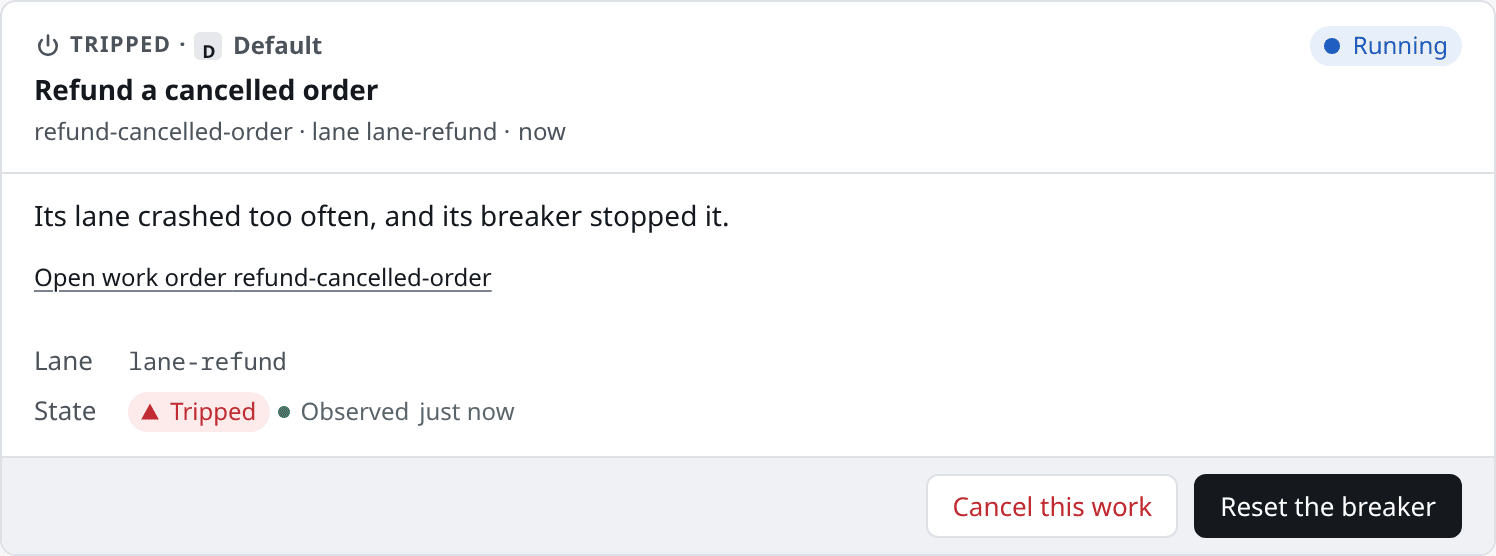 TRIPPED · D Default
Running
Refund a cancelled order
refund-cancelled-order · lane lane-refund · now
Its lane crashed too often, and its breaker stopped it.
Open work order refund-cancelled-order
Lane lane-refund
State Tripped Observed just now
Cancel this work
Reset the breaker